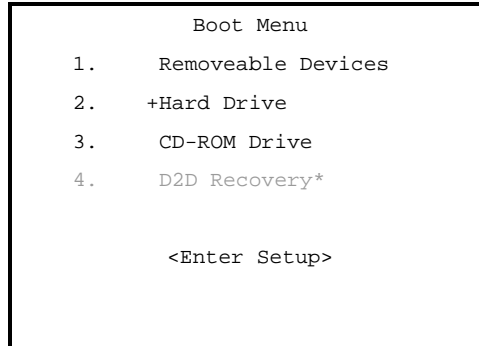 Boot Menu
1. Removeable Devices
2. +Hard Drive
3. CD-ROM Drive
4. D2D Recovery*
<Enter Setup>